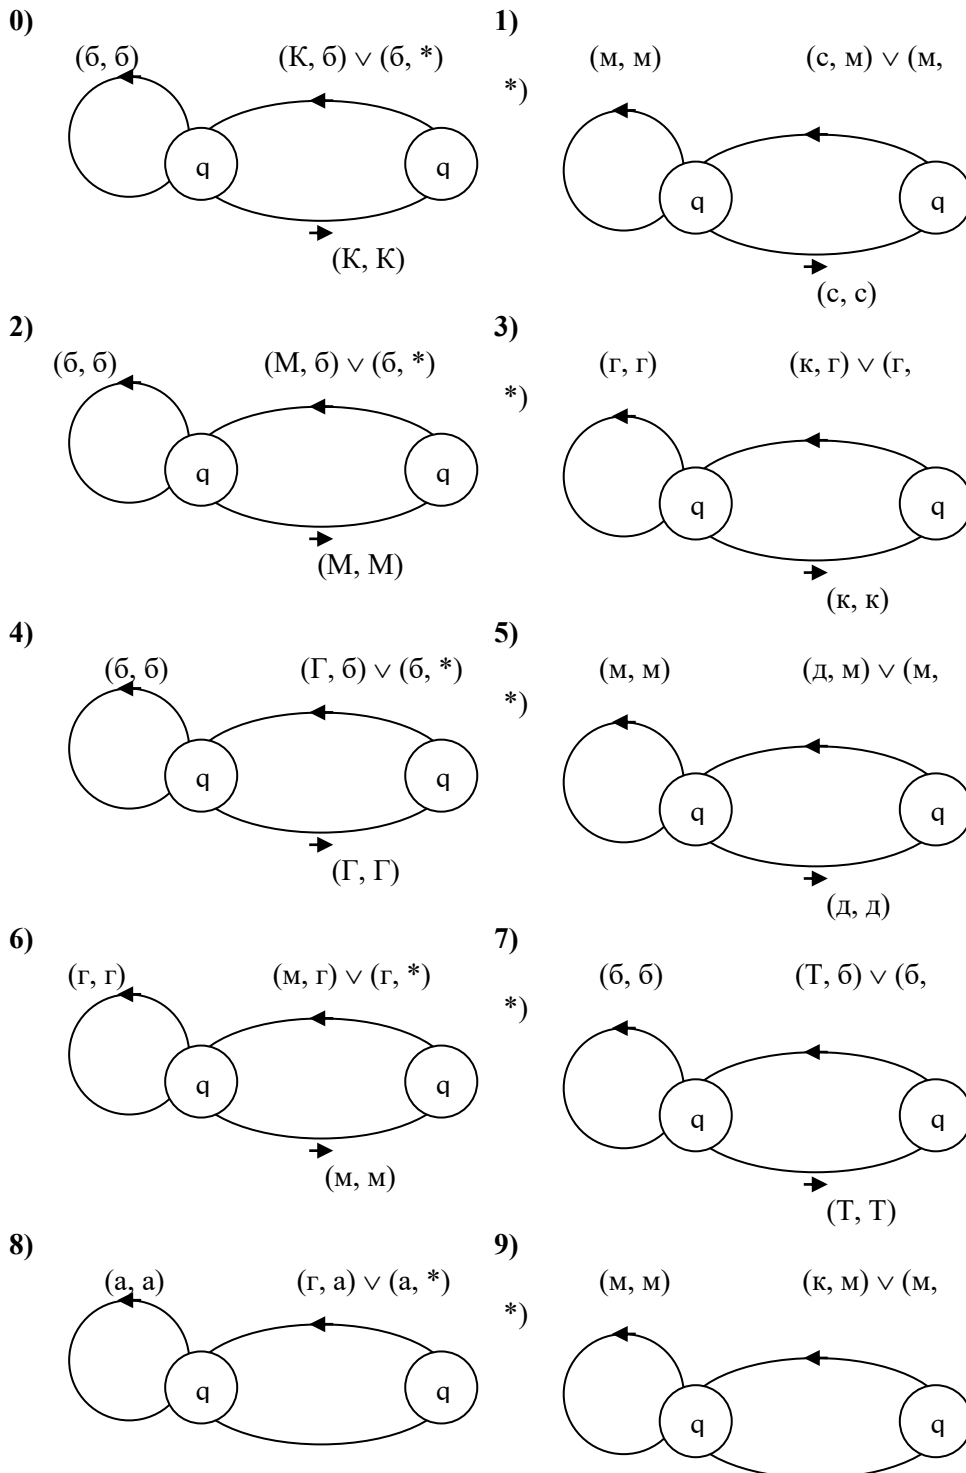 0) 1)
(б, б) (К, б) ∨ (б, *) (м, м) (с, м) ∨ (м,
*)
q q q q
(К, К) (с, с)
2) 3)
(б, б) (М, б) ∨ (б, *) (г, г) (к, г) ∨ (г,
*)
q q q q
(М, М) (к, к)
4) 5)
(б, б) (Г, б) ∨ (б, *) (м, м) (д, м) ∨ (м,
*)
q q q q
(Г, Г) (д, д)
6) 7)
(г, г) (м, г) ∨ (г, *) (б, б) (Т, б) ∨ (б,
*)
q q q q
(м, м) (Т, Т)
8) 9)
(а, а) (г, а) ∨ (а, *) (м, м) (к, м) ∨ (м,
*)
q q q q